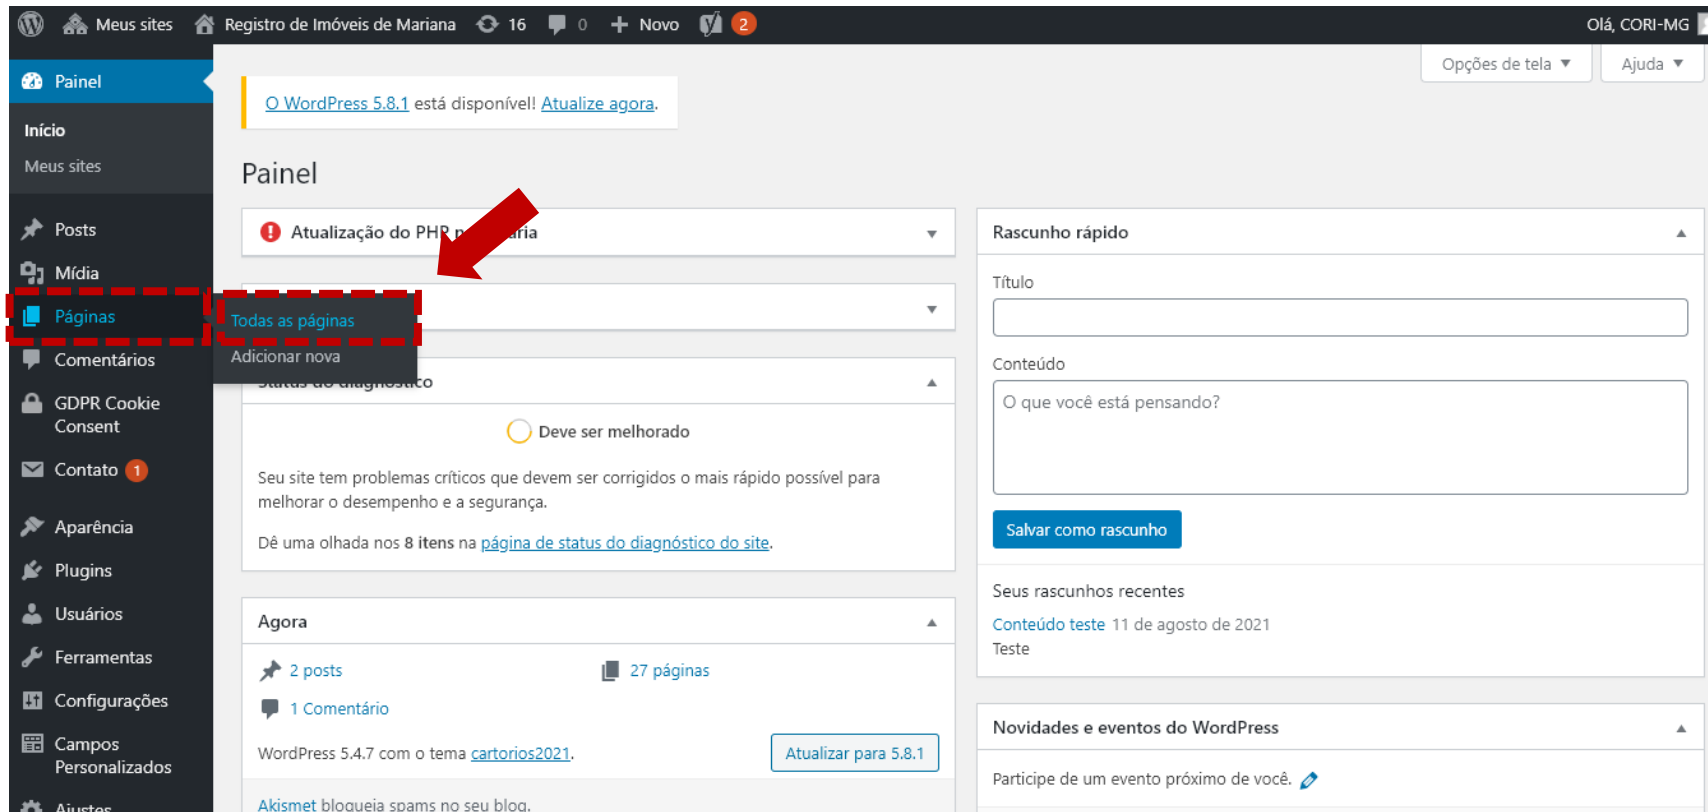 Meus sites Registro de Imóveis de Mariana 16 0 Novo 2 Olá, CORI-MG
Opções de tela Ajuda
Painel
Início
Meus sites
Posts
Mídia
Páginas
Todas as páginas
Adicionar nova
Comentários
GDPR Cookie
Consent
Contato 1
Aparência
Plugins
Usuários
Ferramentas
Configurações
Campos
Personalizados
Ajustes
O WordPress 5.8.1 está disponível! Atualize agora.
Painel
Atualização do PHP
Status do diagnóstico
Deve ser melhorado
Seu site tem problemas críticos que devem ser corrigidos o mais rápido possível para
melhorar o desempenho e a segurança.
Dê uma olhada nos 8 itens na página de status do diagnóstico do site.
Agora
2 posts 27 páginas
1 Comentário
WordPress 5.4.7 com o tema cartorios2021. Atualizar para 5.8.1
Akismet bloqueia spams no seu blog.
Rascunho rápido
Título
Conteúdo
O que você está pensando?
Salvar como rascunho
Seus rascunhos recentes
Conteúdo teste 11 de agosto de 2021
Teste
Novidades e eventos do WordPress
Participe de um evento próximo de você.